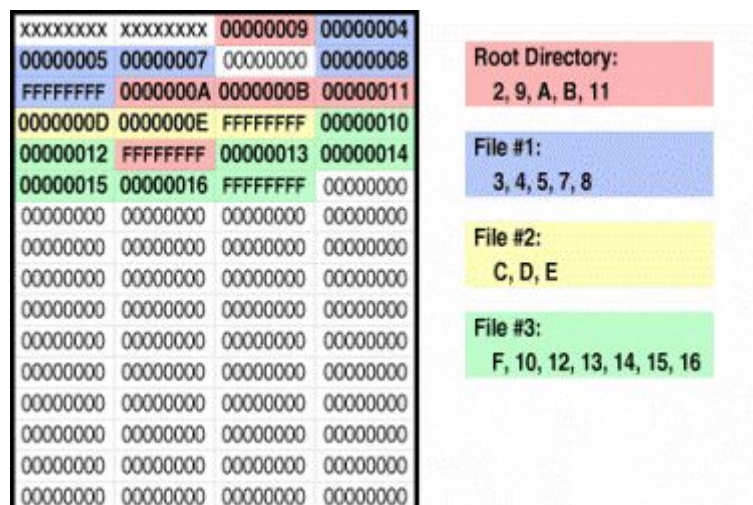 XXXXXXXX XXXXXXXX 00000009 00000004
00000005 00000007 00000000 00000008
FFFFFFFF 0000000A 0000000B 00000011
0000000D 0000000E FFFFFFFF 00000010
00000012 FFFFFFFF 00000013 00000014
00000015 00000016 FFFFFFFF 00000000
00000000 00000000 00000000 00000000
00000000 00000000 00000000 00000000
00000000 00000000 00000000 00000000
00000000 00000000 00000000 00000000
00000000 00000000 00000000 00000000
00000000 00000000 00000000 00000000
00000000 00000000 00000000 00000000
00000000 00000000 00000000 00000000
00000000 00000000 00000000 00000000
00000000 00000000 00000000 00000000
Root Directory:
2, 9, A, B, 11
File #1:
3, 4, 5, 7, 8
File #2:
C, D, E
File #3:
F, 10, 12, 13, 14, 15, 16